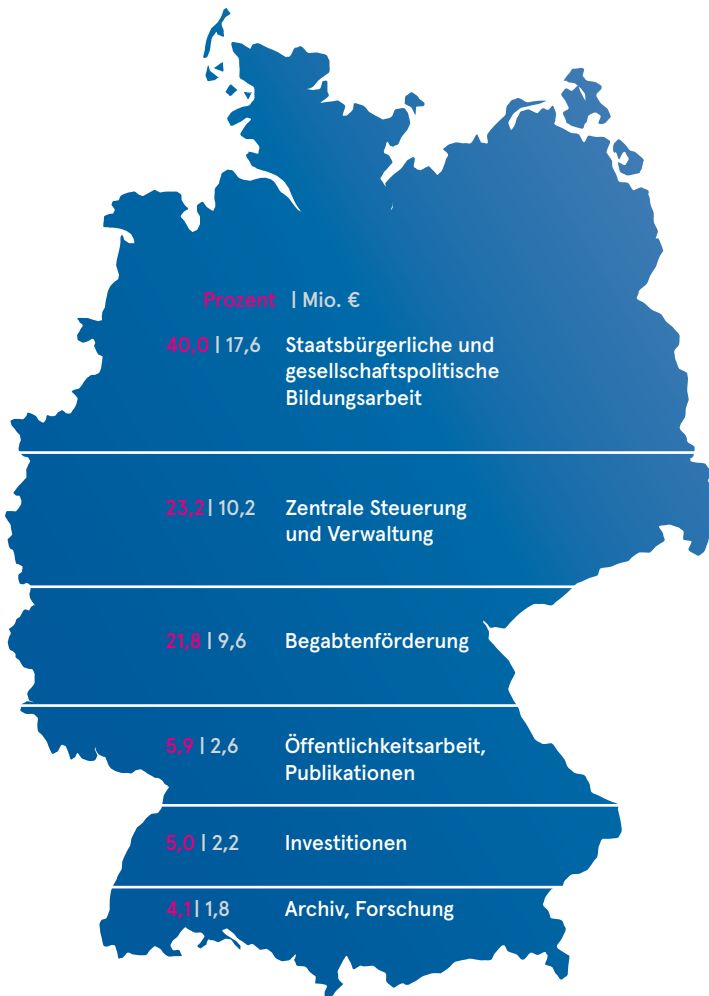 Prozent | Mio. €
40,0 | 17,6 Staatsbürgerliche und
gesellschaftspolitische
Bildungsarbeit
23,2 | 10,2 Zentrale Steuerung
und Verwaltung
21,8 | 9,6 Begabtenförderung
5,9 | 2,6 Öffentlichkeitsarbeit,
Publikationen
5,0 | 2,2 Investitionen
4,1 | 1,8 Archiv, Forschung